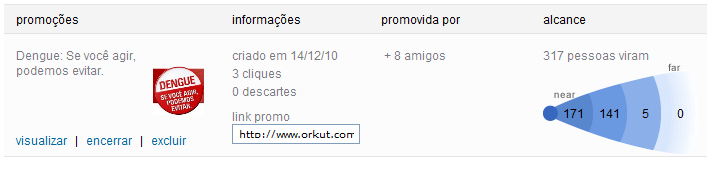 promoções informações promovida por alcance
Dengue: Se você agir,
podemos evitar.
DENGUE
SE VOCÊ AGIR,
PODEMOS
EVITAR.
visualizar | encerrar | excluir
criado em 14/12/10
3 cliques
0 descartes
link promo
http://www.orkut.com
+ 8 amigos
317 pessoas viram
far
near
171 141 5 0